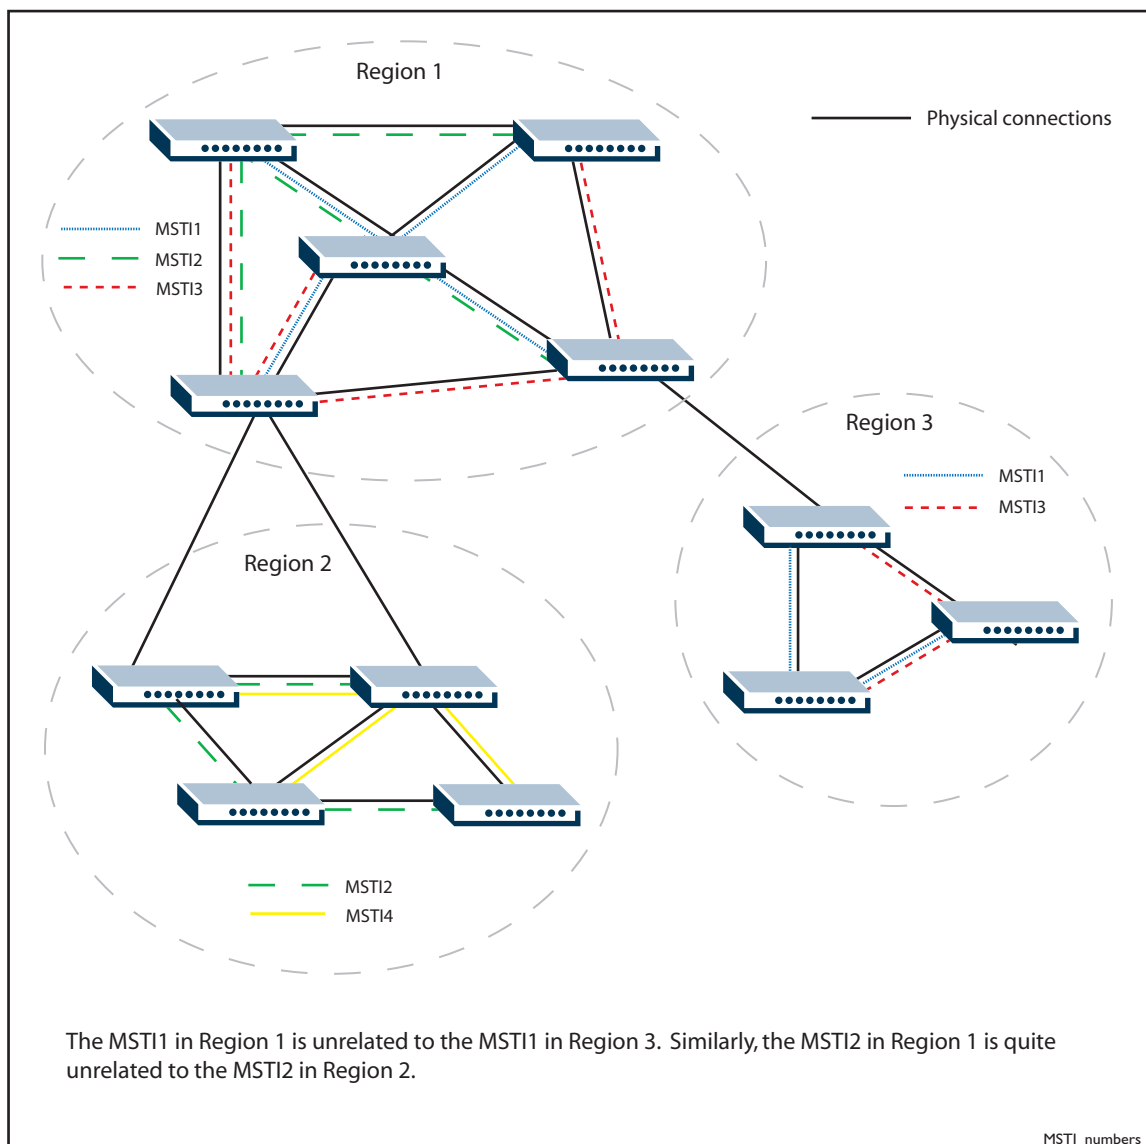 Region 1
Physical connections
MSTI1
MSTI2
MSTI3
Region 3
MSTI1
MSTI3
Region 2
MSTI2
MSTI4
The MSTI1 in Region 1 is unrelated to the MSTI1 in Region 3. Similarly, the MSTI2 in Region 1 is quite
unrelated to the MSTI2 in Region 2.
MSTI_numbers